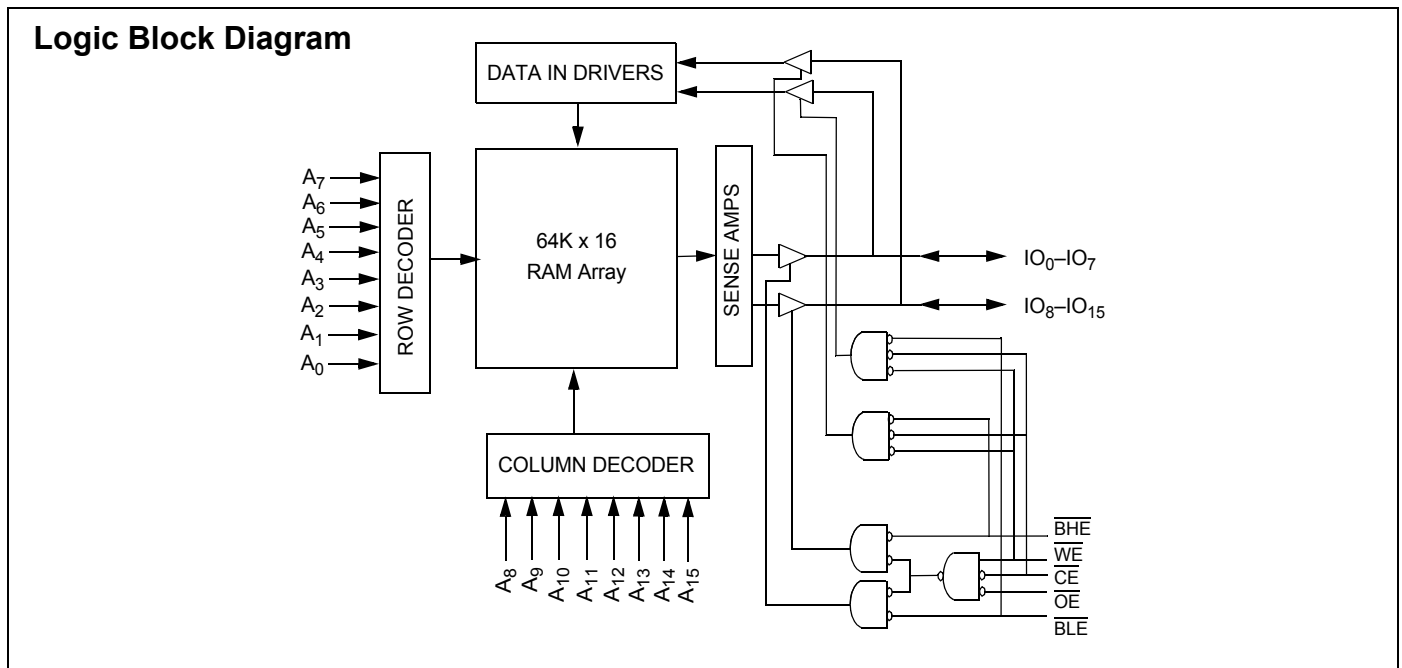 Logic Block Diagram
DATA IN DRIVERS
A7
A6
A5
A4
A3
A2
A1
A0
ROW DECODER
64K x 16
RAM Array
SENSE AMPS
IO0–IO7
IO8–IO15
COLUMN DECODER
A8
A9
A10
A11
A12
A13
A14
A15
BHE
WE
CE
OE
BLE